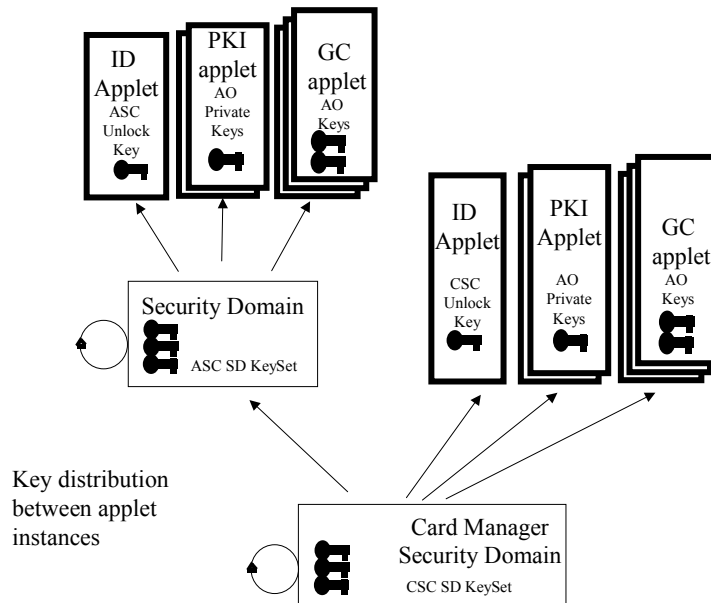 ID
Applet
ASC
Unlock
Key
PKI
applet
AO
Private
Keys
GC
applet
AO
Keys
ID
Applet
CSC
Unlock
Key
PKI
Applet
AO
Private
Keys
GC
applet
AO
Keys
Security Domain
ASC SD KeySet
Key distribution
between applet
instances
Card Manager
Security Domain
CSC SD KeySet